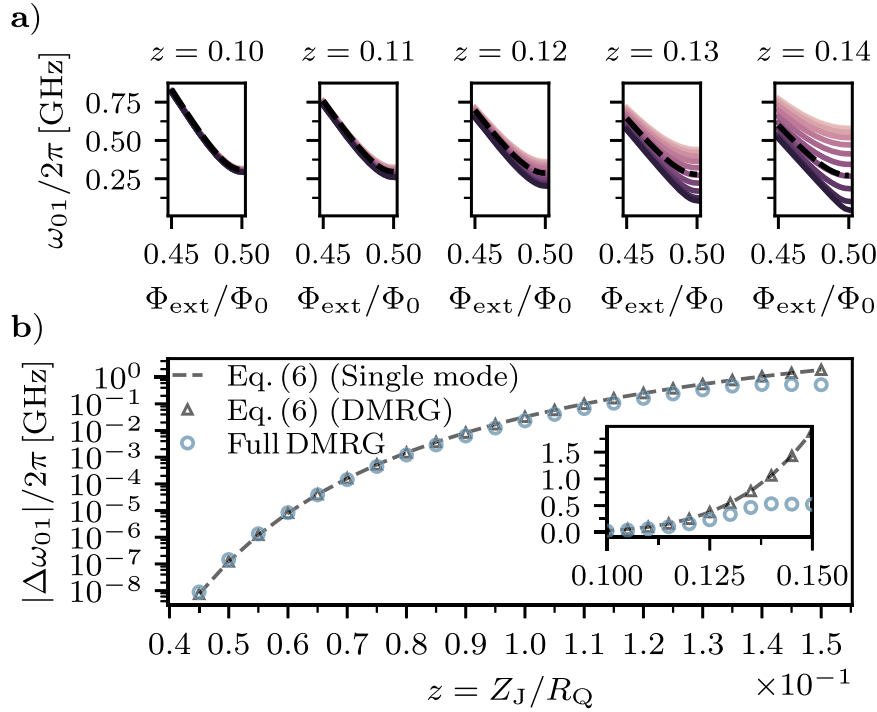 a)
z = 0.10 z = 0.11 z = 0.12 z = 0.13 z = 0.14
ω₀₁/2π [GHz]
0.75
0.50
0.25
0.45 0.50 0.45 0.50 0.45 0.50 0.45 0.50 0.45 0.50
Φext/Φ₀ Φext/Φ₀ Φext/Φ₀ Φext/Φ₀ Φext/Φ₀
b)
|Δω₀₁|/2π [GHz]
10⁰
10⁻¹
10⁻²
10⁻³
10⁻⁴
10⁻⁵
10⁻⁶
10⁻⁷
10⁻⁸
Eq. (6) (Single mode)
Eq. (6) (DMRG)
Full DMRG
1.5
1.0
0.5
0.0
0.100 0.125 0.150
0.4 0.5 0.6 0.7 0.8 0.9 1.0 1.1 1.2 1.3 1.4 1.5
z = Z_J/R_Q
×10⁻¹